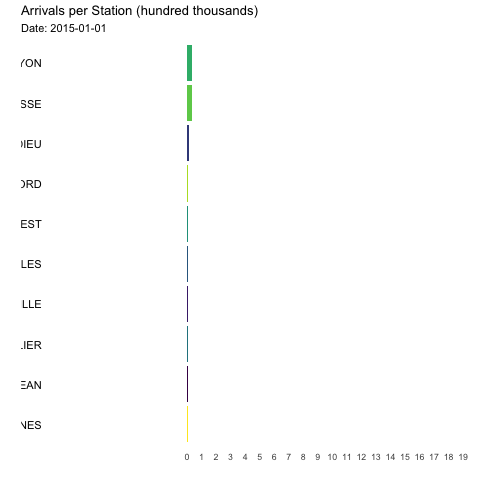 Arrivals per Station (hundred thousands)
Date: 2015-01-01
YON
SSE
DIEU
ORD
EST
LES
LLE
LIER
EAN
NES
0 1 2 3 4 5 6 7 8 9 10 11 12 13 14 15 16 17 18 19